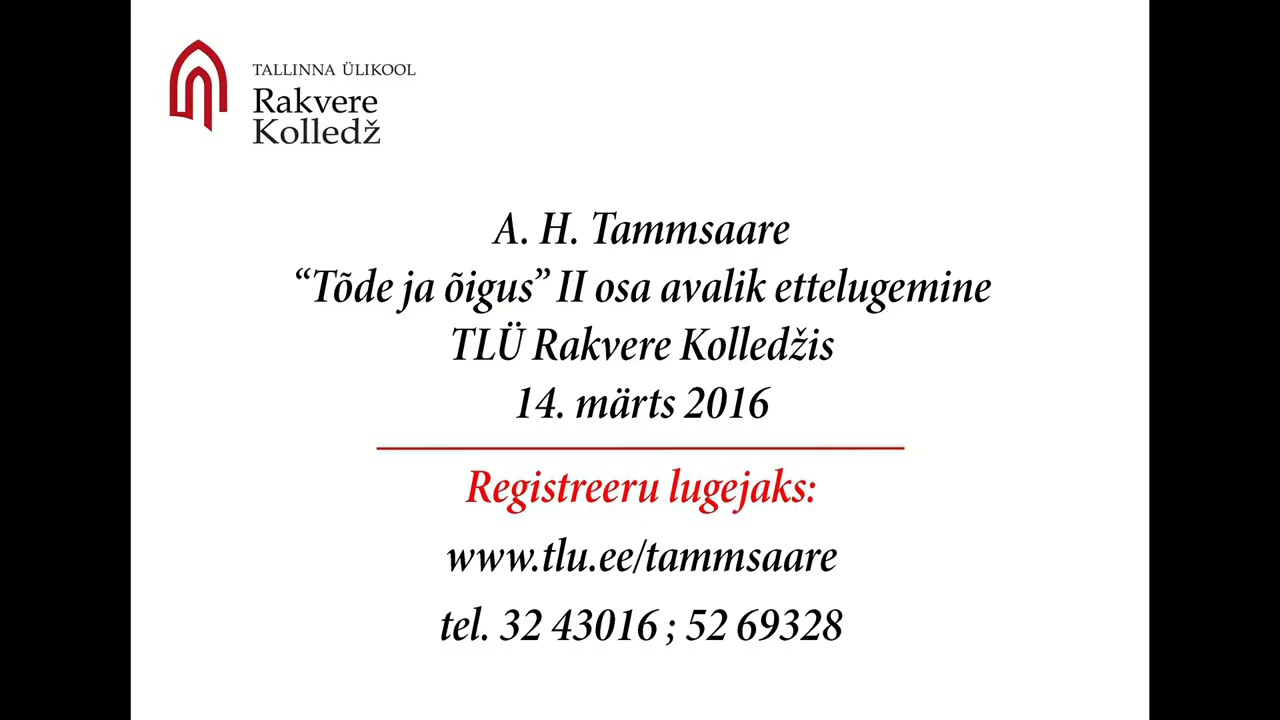 TALLINNA ÜLIKOOL
Rakvere
Kolledž
A. H. Tammsaare
“Tõde ja õigus” II osa avalik ettelugemine
TLÜ Rakvere Kolledžis
14. märts 2016
Registreeru lugejaks:
www.tlu.ee/tammsaare
tel. 32 43016 ; 52 69328